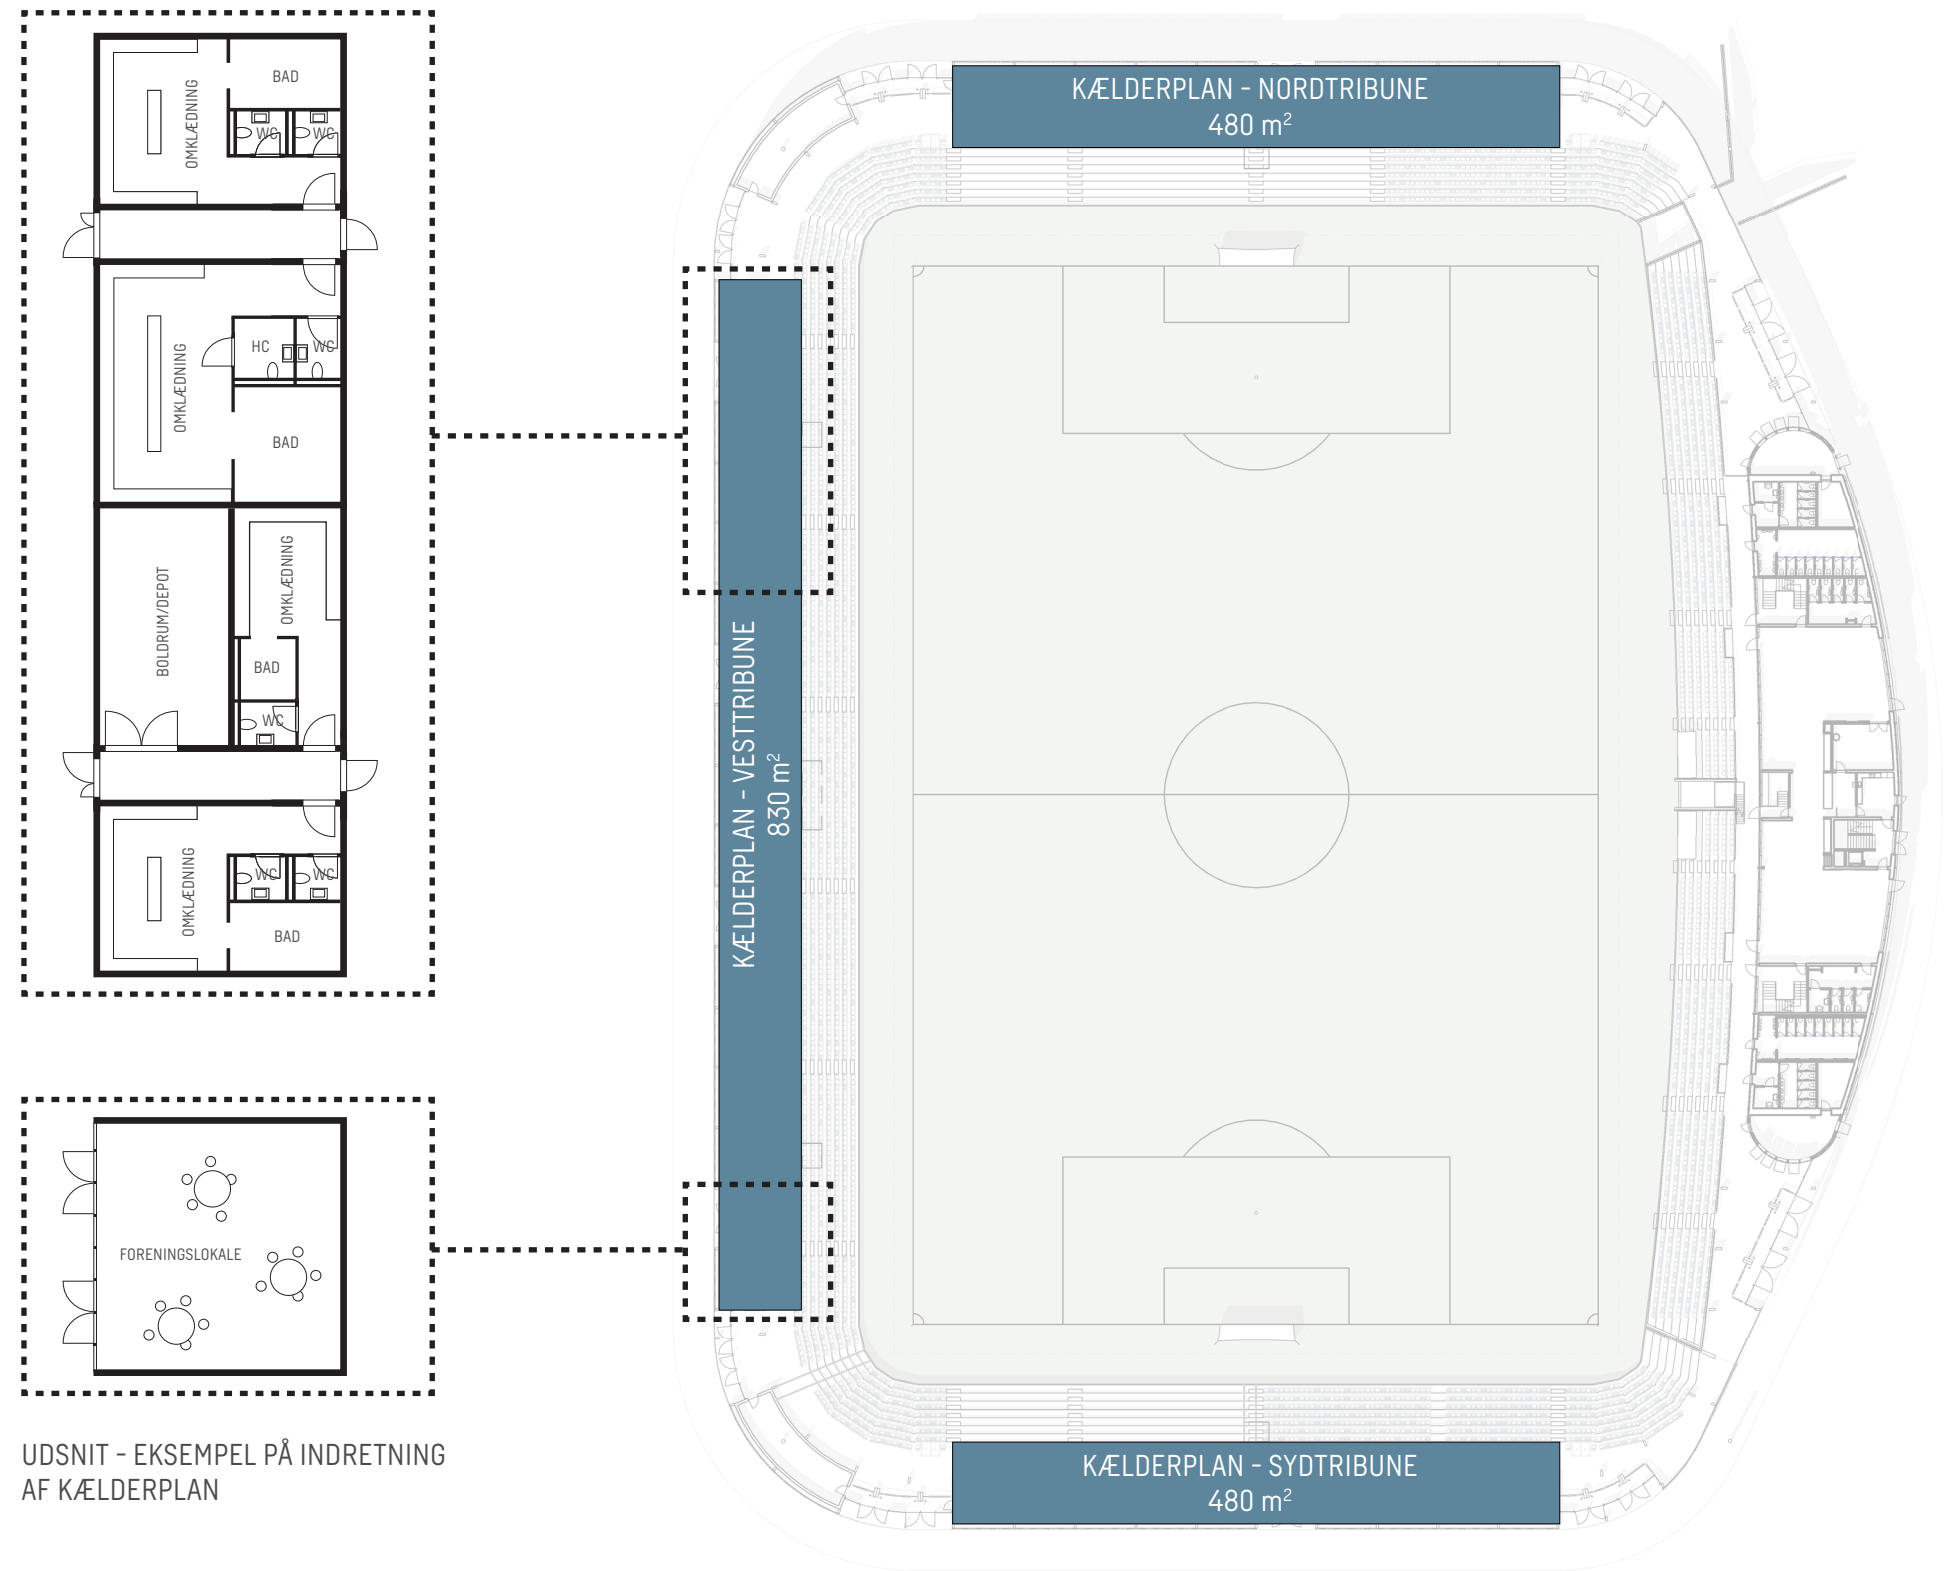 BAD
OMKLÆDNING
WC
WC
HC
WC
OMKLÆDNING
BAD
OMKLÆDNING
BOLDRUM/DEPOT
BAD
WC
OMKLÆDNING
WC
WC
BAD
FORENINGSLOKALE
UDSNIT - EKSEMPEL PÅ INDRETNING
AF KÆLDERPLAN
KÆLDERPLAN - NORDTRIBUNE
480 m²
KÆLDERPLAN - VESTTRIBUNE
830 m²
KÆLDERPLAN - SYDTRIBUNE
480 m²